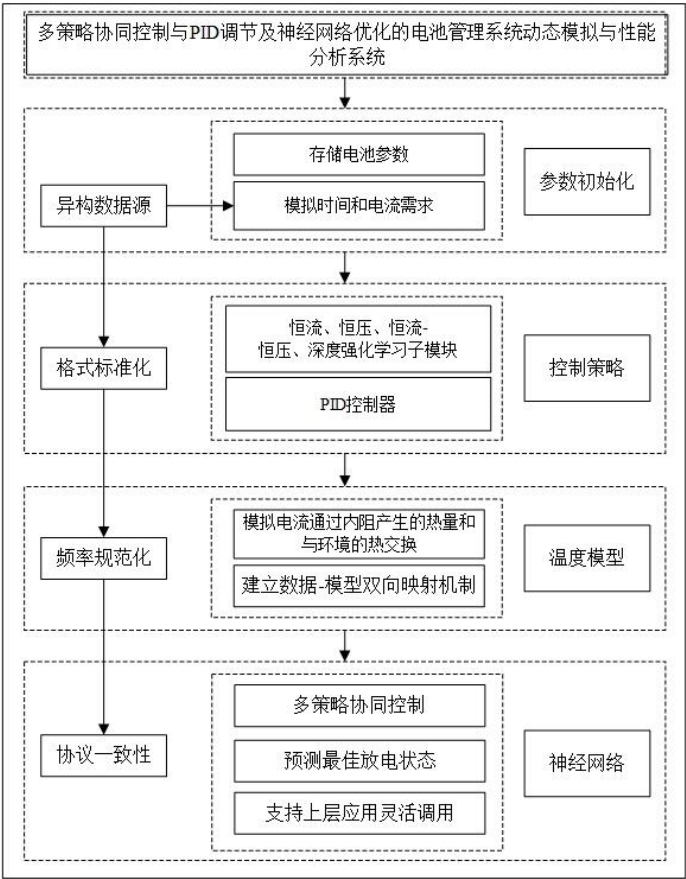 多策略协同控制与PID调节及神经网络优化的电池管理系统动态模拟与性能
分析系统
存储电池参数
异构数据源
模拟时间和电流需求
参数初始化
恒流、恒压、恒流-
恒压、深度强化学习子模块
格式标准化
PID控制器
控制策略
模拟电流通过内阻产生的热量和
与环境的热交换
频率规范化
建立数据-模型双向映射机制
温度模型
多策略协同控制
协议一致性
预测最佳放电状态
支持上层应用灵活调用
神经网络